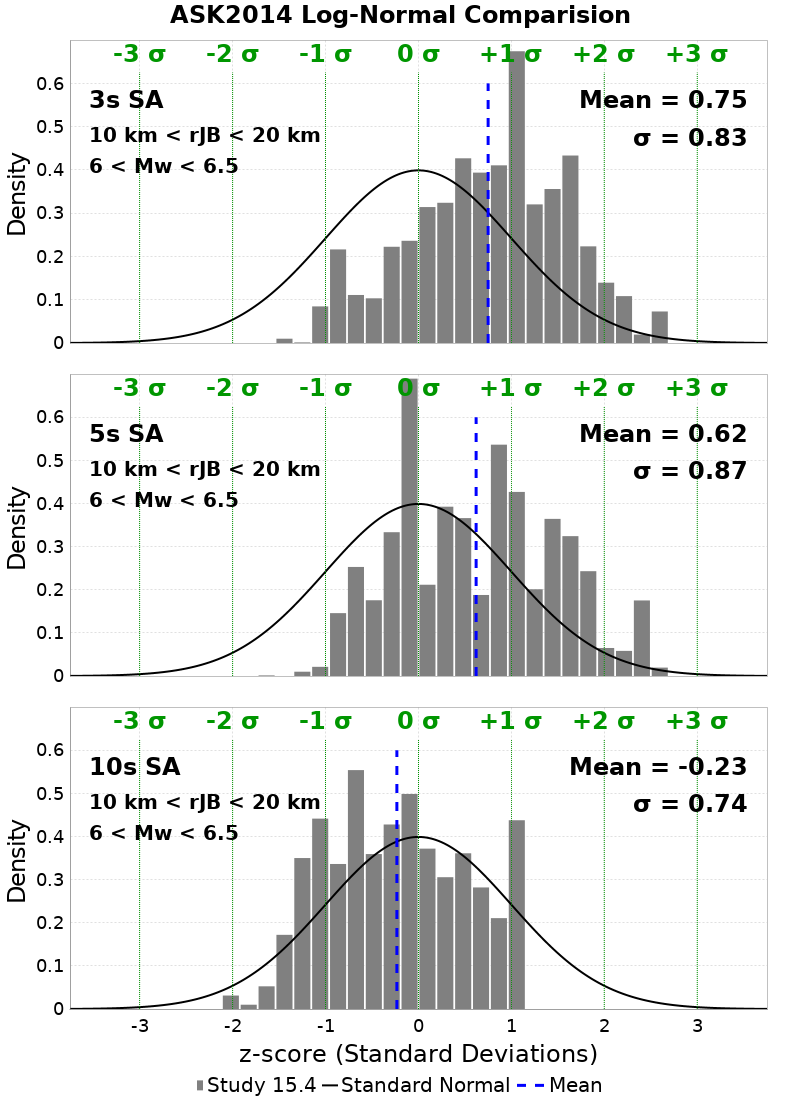 ASK2014 Log-Normal Comparision
-3 σ -2 σ -1 σ 0 σ +1 σ +2 σ +3 σ
3s SA
10 km < rJB < 20 km
6 < Mw < 6.5
Mean = 0.75
σ = 0.83
Density
0.6
0.5
0.4
0.3
0.2
0.1
0
-3 σ -2 σ -1 σ 0 σ +1 σ +2 σ +3 σ
5s SA
10 km < rJB < 20 km
6 < Mw < 6.5
Mean = 0.62
σ = 0.87
Density
0.6
0.5
0.4
0.3
0.2
0.1
0
-3 σ -2 σ -1 σ 0 σ +1 σ +2 σ +3 σ
10s SA
10 km < rJB < 20 km
6 < Mw < 6.5
Mean = -0.23
σ = 0.74
Density
0.6
0.5
0.4
0.3
0.2
0.1
0
-3 -2 -1 0 1 2 3
z-score (Standard Deviations)
Study 15.4 Standard Normal Mean